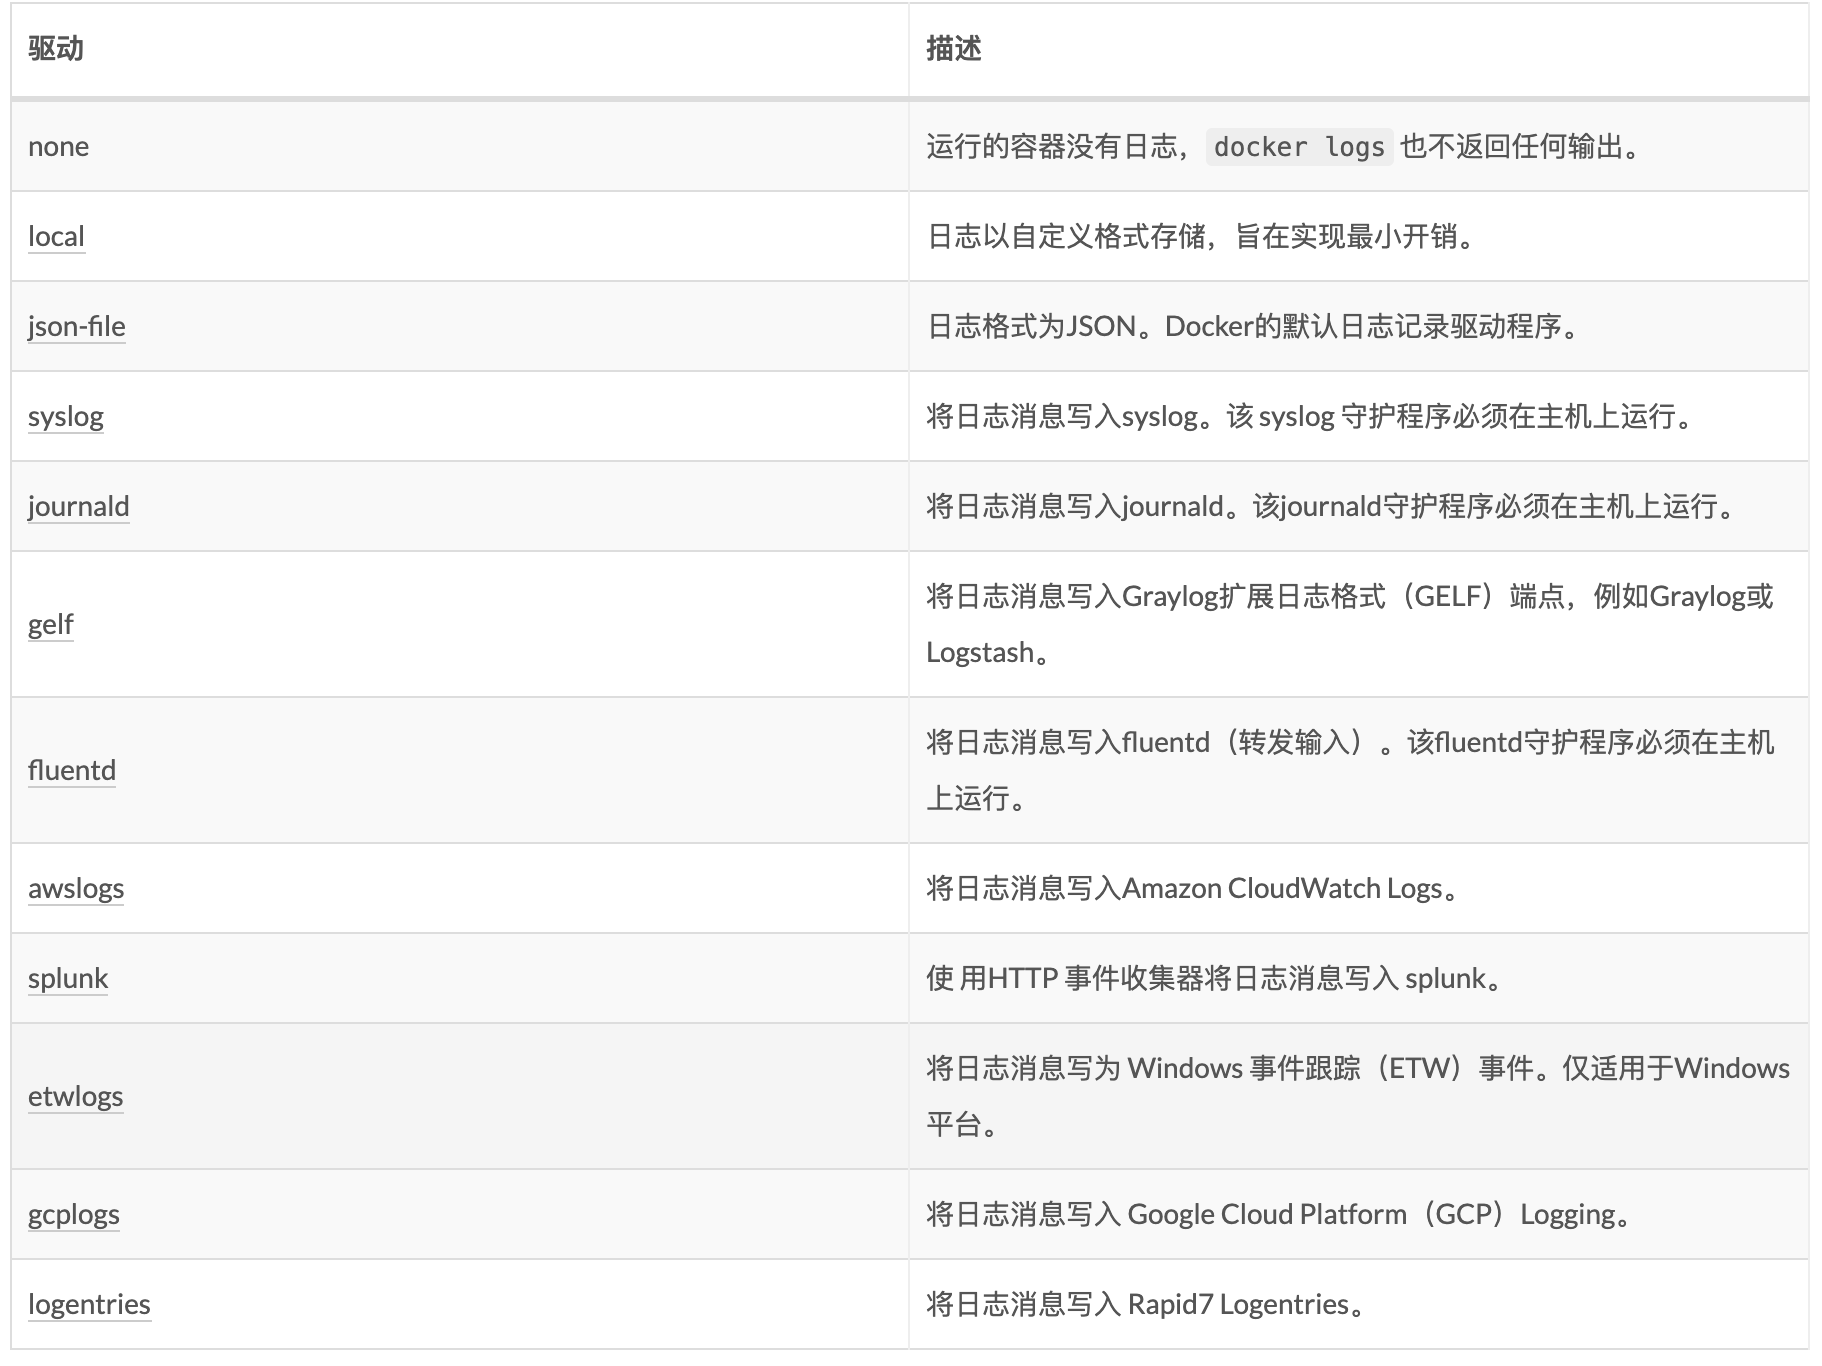 驱动
描述
none
运行的容器没有日志，docker logs 也不返回任何输出。
local
日志以自定义格式存储，旨在实现最小开销。
json-file
日志格式为JSON。Docker的默认日志记录驱动程序。
syslog
将日志消息写入syslog。该 syslog 守护程序必须在主机上运行。
journald
将日志消息写入journald。该journald守护程序必须在主机上运行。
gelf
将日志消息写入Graylog扩展日志格式（GELF）端点，例如Graylog或
Logstash。
fluentd
将日志消息写入fluentd（转发输入）。该fluentd守护程序必须在主机
上运行。
awslogs
将日志消息写入Amazon CloudWatch Logs。
splunk
使 用HTTP 事件收集器将日志消息写入 splunk。
etwlogs
将日志消息写为 Windows 事件跟踪（ETW）事件。仅适用于Windows
平台。
gcplogs
将日志消息写入 Google Cloud Platform（GCP）Logging。
logentries
将日志消息写入 Rapid7 Logentries。